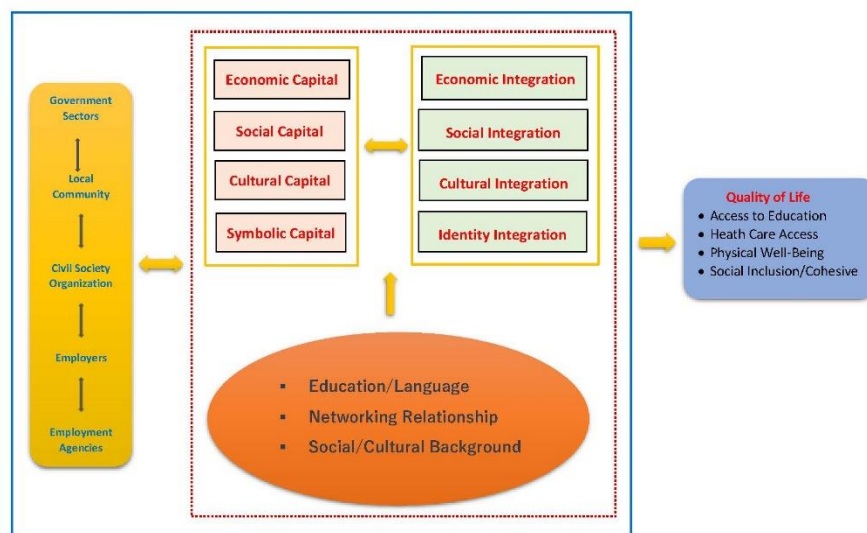 Government
Sectors
Local
Community
Civil Society
Organization
Employers
Employment
Agencies
Economic Capital
Social Capital
Cultural Capital
Symbolic Capital
Economic Integration
Social Integration
Cultural Integration
Identity Integration
▪ Education/Language
▪ Networking Relationship
▪ Social/Cultural Background
Quality of Life
• Access to Education
• Heath Care Access
• Physical Well-Being
• Social Inclusion/Cohesive